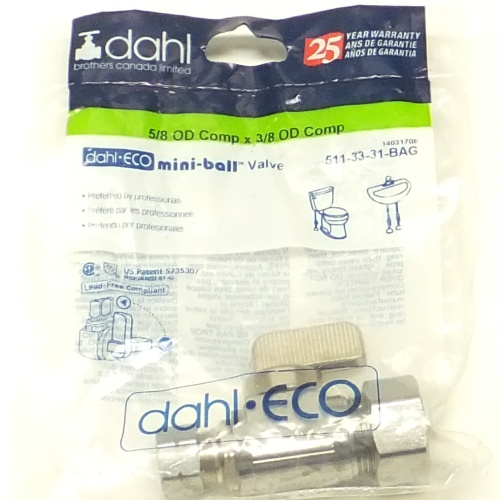 dahl
brothers canada limited
25 YEAR WARRANTY
ANS DE GARANTIE
AÑOS DE GARANTÍA
5/8 OD Comp x 3/8 OD Comp
dahl·ECO mini-ball™ Valve
511-33-31-BAG
• Preferred by professionals
• Préféré par les professionnels
• Preferido por profesionales
US Patent 5735307
Lead-Free Compliant
dahl·ECO